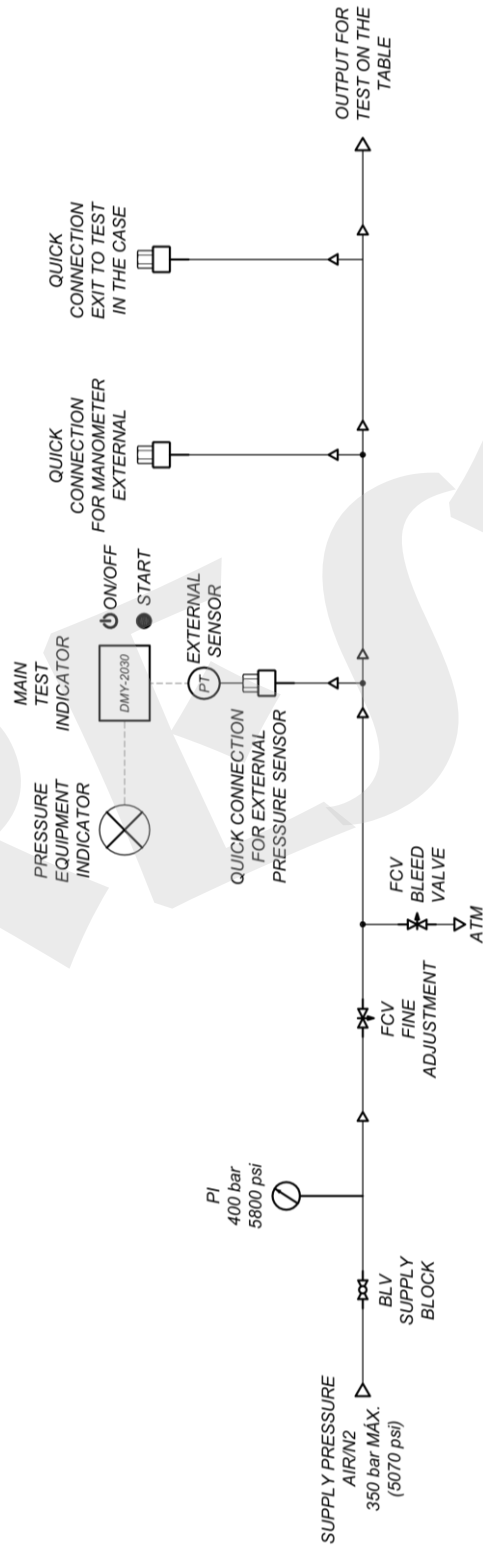 SUPPLY PRESSURE
AIR/N2
350 bar MÁX.
(5070 psi)
BLV
SUPPLY
BLOCK
PI
400 bar
5800 psi
FCV
FINE
ADJUSTMENT
FCV
BLEED
VALVE
ATM
PRESSURE
EQUIPMENT
INDICATOR
MAIN
TEST
INDICATOR
DMY-2030
ON/OFF
START
PT
EXTERNAL
SENSOR
QUICK CONNECTION
FOR EXTERNAL
PRESSURE SENSOR
QUICK
CONNECTION
FOR MANOMETER
EXTERNAL
QUICK
CONNECTION
EXIT TO TEST
IN THE CASE
OUTPUT FOR
TEST ON THE
TABLE